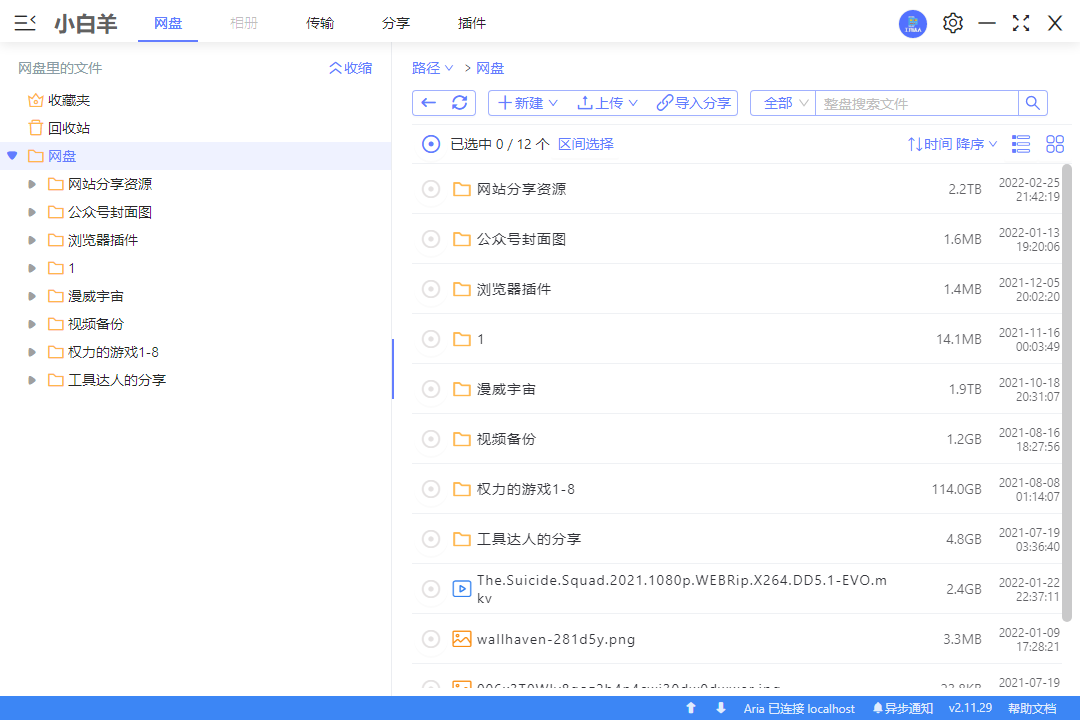 小白羊
网盘
相册
传输
分享
插件
网盘里的文件
收缩
收藏夹
回收站
网盘
网站分享资源
公众号封面图
浏览器插件
1
漫威宇宙
视频备份
权力的游戏1-8
工具达人的分享
路径 > 网盘
新建
上传
导入分享
全部
整盘搜索文件
已选中 0 / 12 个 区间选择
时间 降序
网站分享资源 2.2TB 2022-02-25
21:42:19
公众号封面图 1.6MB 2022-01-13
19:20:06
浏览器插件 1.4MB 2021-12-05
20:02:20
1 14.1MB 2021-11-16
00:03:49
漫威宇宙 1.9TB 2021-10-18
20:31:07
视频备份 1.2GB 2021-08-16
18:27:56
权力的游戏1-8 114.0GB 2021-08-08
01:14:07
工具达人的分享 4.8GB 2021-07-19
03:36:40
The.Suicide.Squad.2021.1080p.WEBRip.X264.DD5.1-EVO.m
kv 2.4GB 2022-01-22
22:37:11
wallhaven-281d5y.png 3.3MB 2022-01-09
17:28:21
2021-07-19
Aria 已连接 localhost
异步通知
v2.11.29
帮助文档